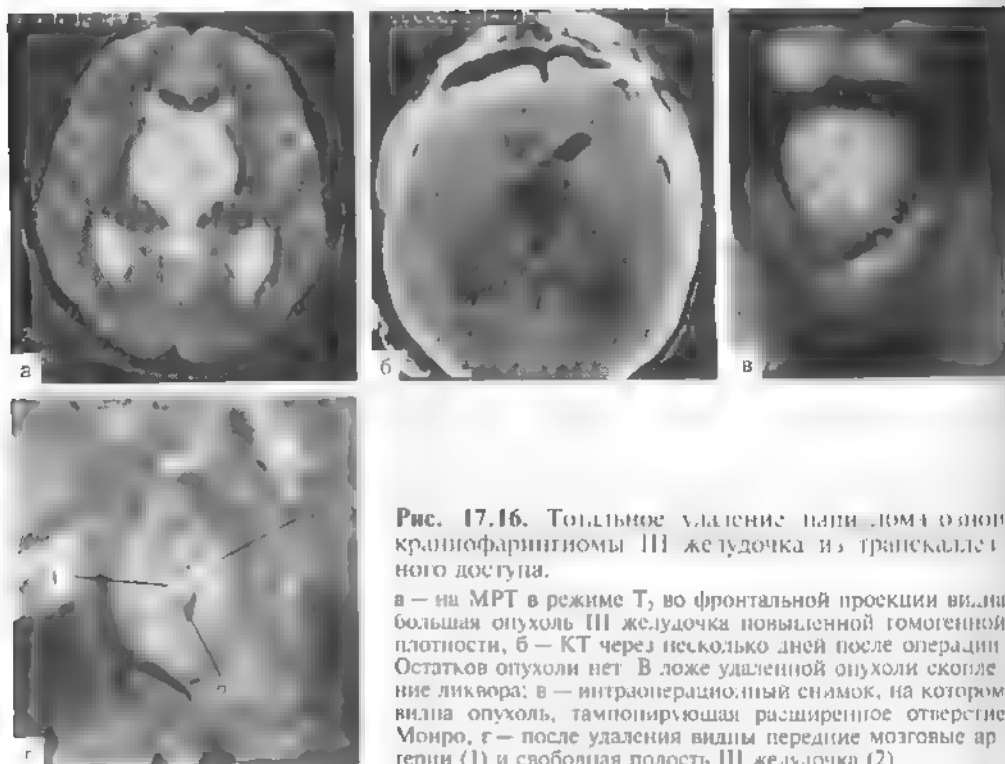 а
б
в
г
Рис. 17.16. Тотальное удаление папилломатозной
краниофарингиомы III желудочка из транскаллез-
ного доступа.
а — на МРТ в режиме Т₂ во фронтальной проекции видна
большая опухоль III желудочка повышенной гомогенной
плотности, б — КТ через несколько дней после операции
Остатков опухоли нет В ложе удаленной опухоли скопле-
ние ликвора; в — интраоперационный снимок, на котором
видна опухоль, тампонирующая расширенное отверстие
Монро, г — после удаления видны передние мозговые ар-
терии (1) и свободная полость III желудочка (2)